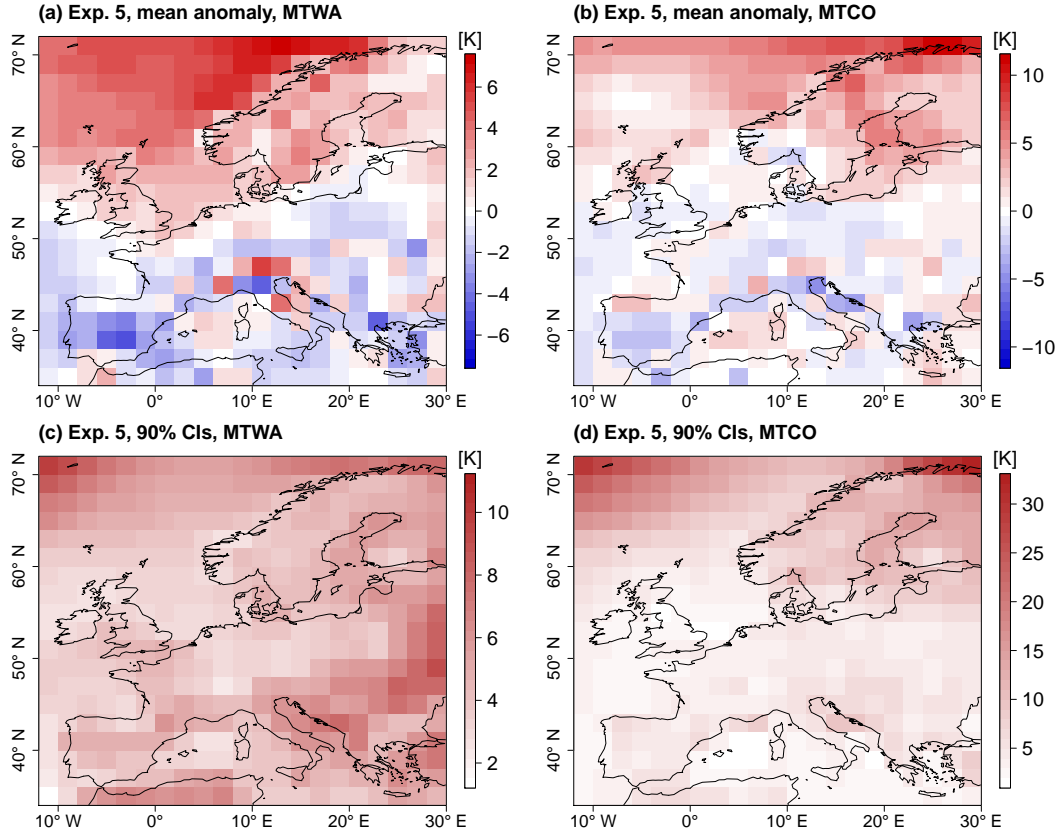 (a) Exp. 5, mean anomaly, MTWA
[K]
70° N
60° N
50° N
40° N
10° W
0°
10° E
20° E
30° E
6
4
2
0
−2
−4
−6
(b) Exp. 5, mean anomaly, MTCO
[K]
70° N
60° N
50° N
40° N
10° W
0°
10° E
20° E
30° E
10
5
0
−5
−10
(c) Exp. 5, 90% CIs, MTWA
[K]
70° N
60° N
50° N
40° N
10° W
0°
10° E
20° E
30° E
10
8
6
4
2
(d) Exp. 5, 90% CIs, MTCO
[K]
70° N
60° N
50° N
40° N
10° W
0°
10° E
20° E
30° E
30
25
20
15
10
5